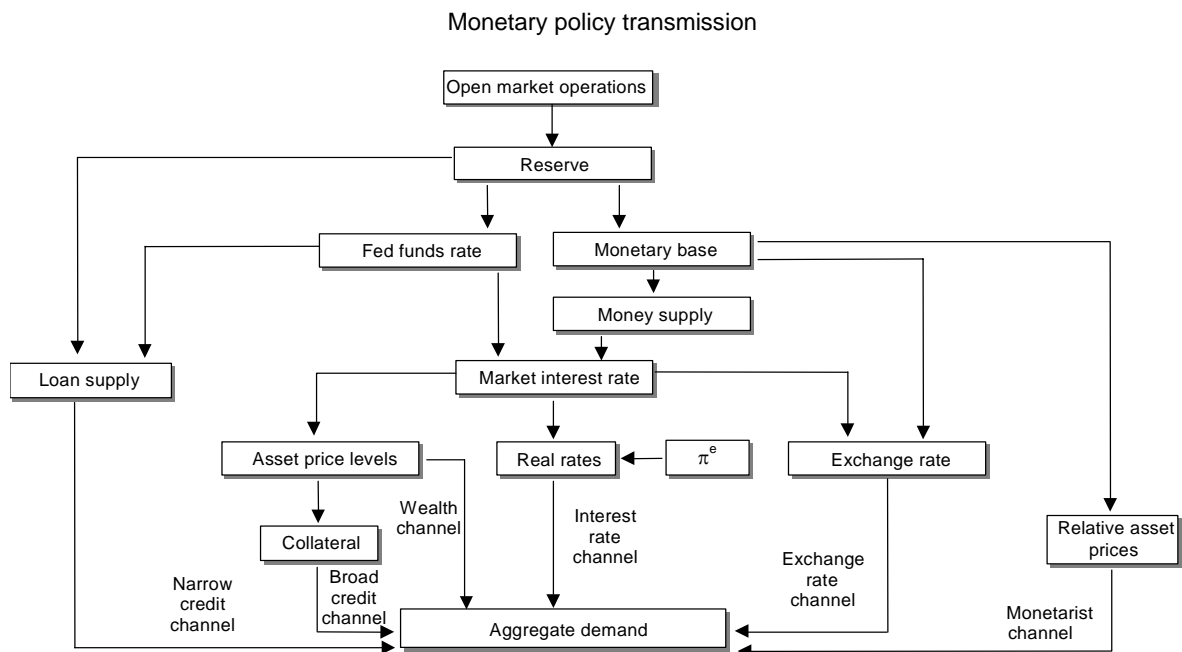 Monetary policy transmission
Open market operations
Reserve
Fed funds rate
Monetary base
Money supply
Loan supply
Market interest rate
Asset price levels
Real rates
πᵉ
Exchange rate
Wealth
channel
Interest
rate
channel
Collateral
Relative asset
prices
Exchange
rate
channel
Narrow
credit
channel
Broad
credit
channel
Monetarist
channel
Aggregate demand